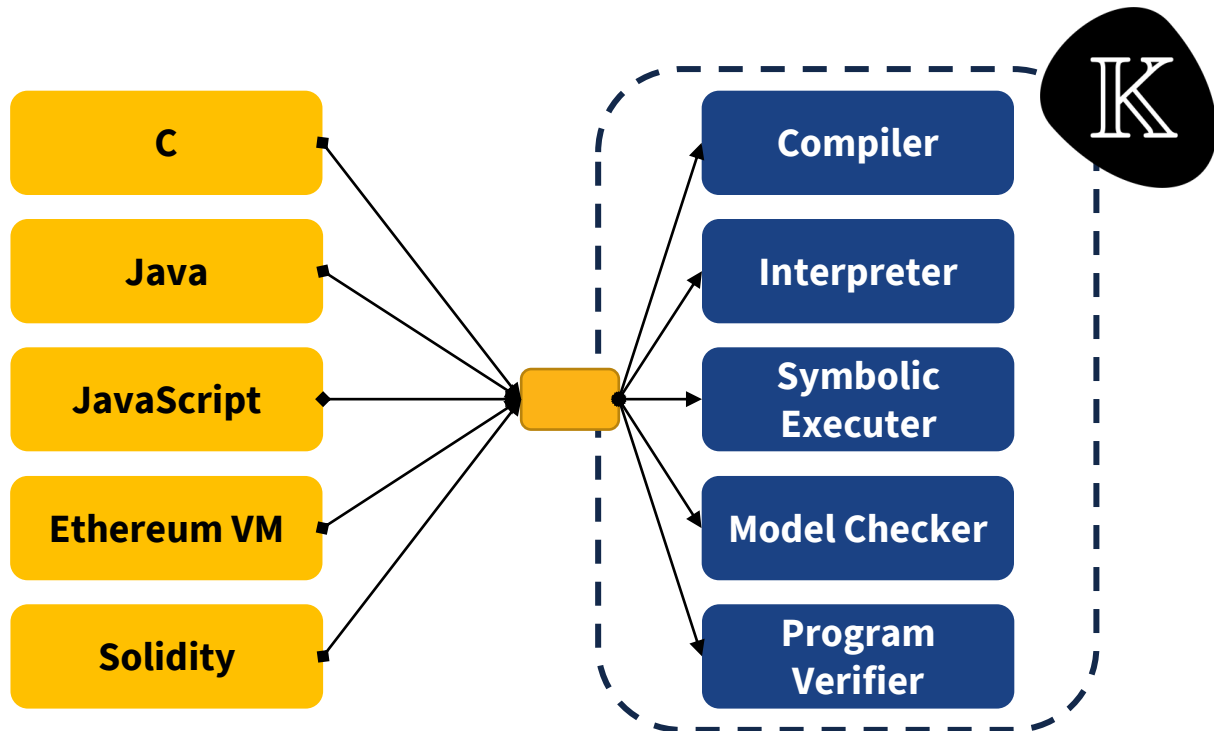 C
Java
JavaScript
Ethereum VM
Solidity
Compiler
Interpreter
Symbolic
Executer
Model Checker
Program
Verifier
𝕂